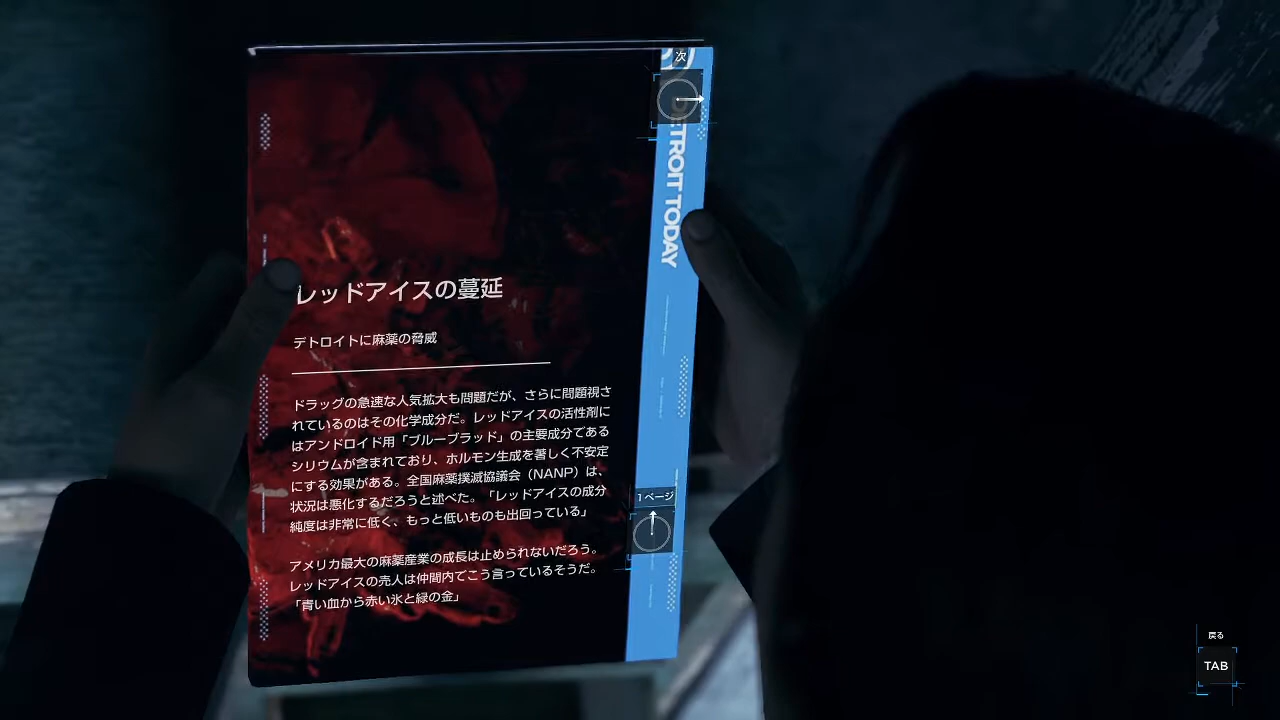 次
DETROIT TODAY
レッドアイスの蔓延
デトロイトに麻薬の脅威
ドラッグの急速な人気拡大も問題だが、さらに問題視さ
れているのはその化学成分だ。レッドアイスの活性剤に
はアンドロイド用「ブルーブラッド」の主要成分である
シリウムが含まれており、ホルモン生成を著しく不安定
にする効果がある。全国麻薬撲滅協議会（NANP）は、
状況は悪化するだろうと述べた。「レッドアイスの成分
純度は非常に低く、もっと低いものも出回っている」
アメリカ最大の麻薬産業の成長は止められないだろう。
レッドアイスの売人は仲間内でこう言っているそうだ。
「青い血から赤い氷と緑の金」
1ページ
戻る
TAB